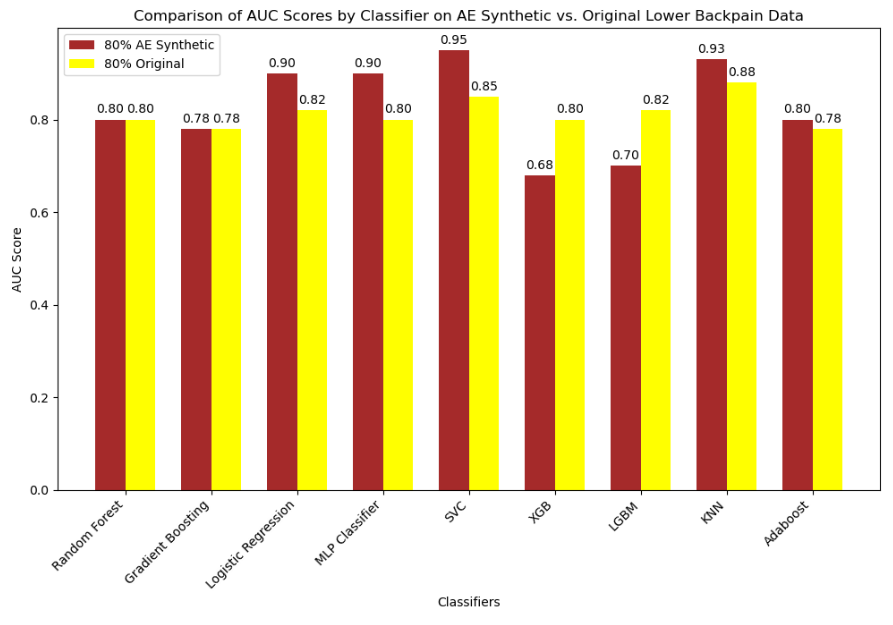 Comparison of AUC Scores by Classifier on AE Synthetic vs. Original Lower Backpain Data
80% AE Synthetic
80% Original
0.80 0.80
0.78 0.78
0.90 0.82
0.90 0.80
0.95 0.85
0.68 0.80
0.70 0.82
0.93 0.88
0.80 0.78
AUC Score
0.8
0.6
0.4
0.2
0.0
Random Forest
Gradient Boosting
Logistic Regression
MLP Classifier
SVC
XGB
LGBM
KNN
Adaboost
Classifiers